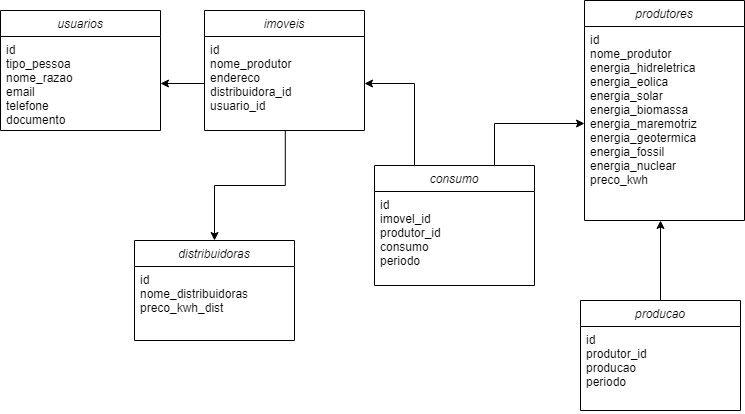 usuarios
id
tipo_pessoa
nome_razao
email
telefone
documento
imoveis
id
nome_produtor
endereco
distribuidora_id
usuario_id
produtores
id
nome_produtor
energia_hidreletrica
energia_eolica
energia_solar
energia_biomassa
energia_maremotriz
energia_geotermica
energia_fossil
energia_nuclear
preco_kwh
consumo
id
imovel_id
produtor_id
consumo
periodo
distribuidoras
id
nome_distribuidoras
preco_kwh_dist
producao
id
produtor_id
producao
periodo